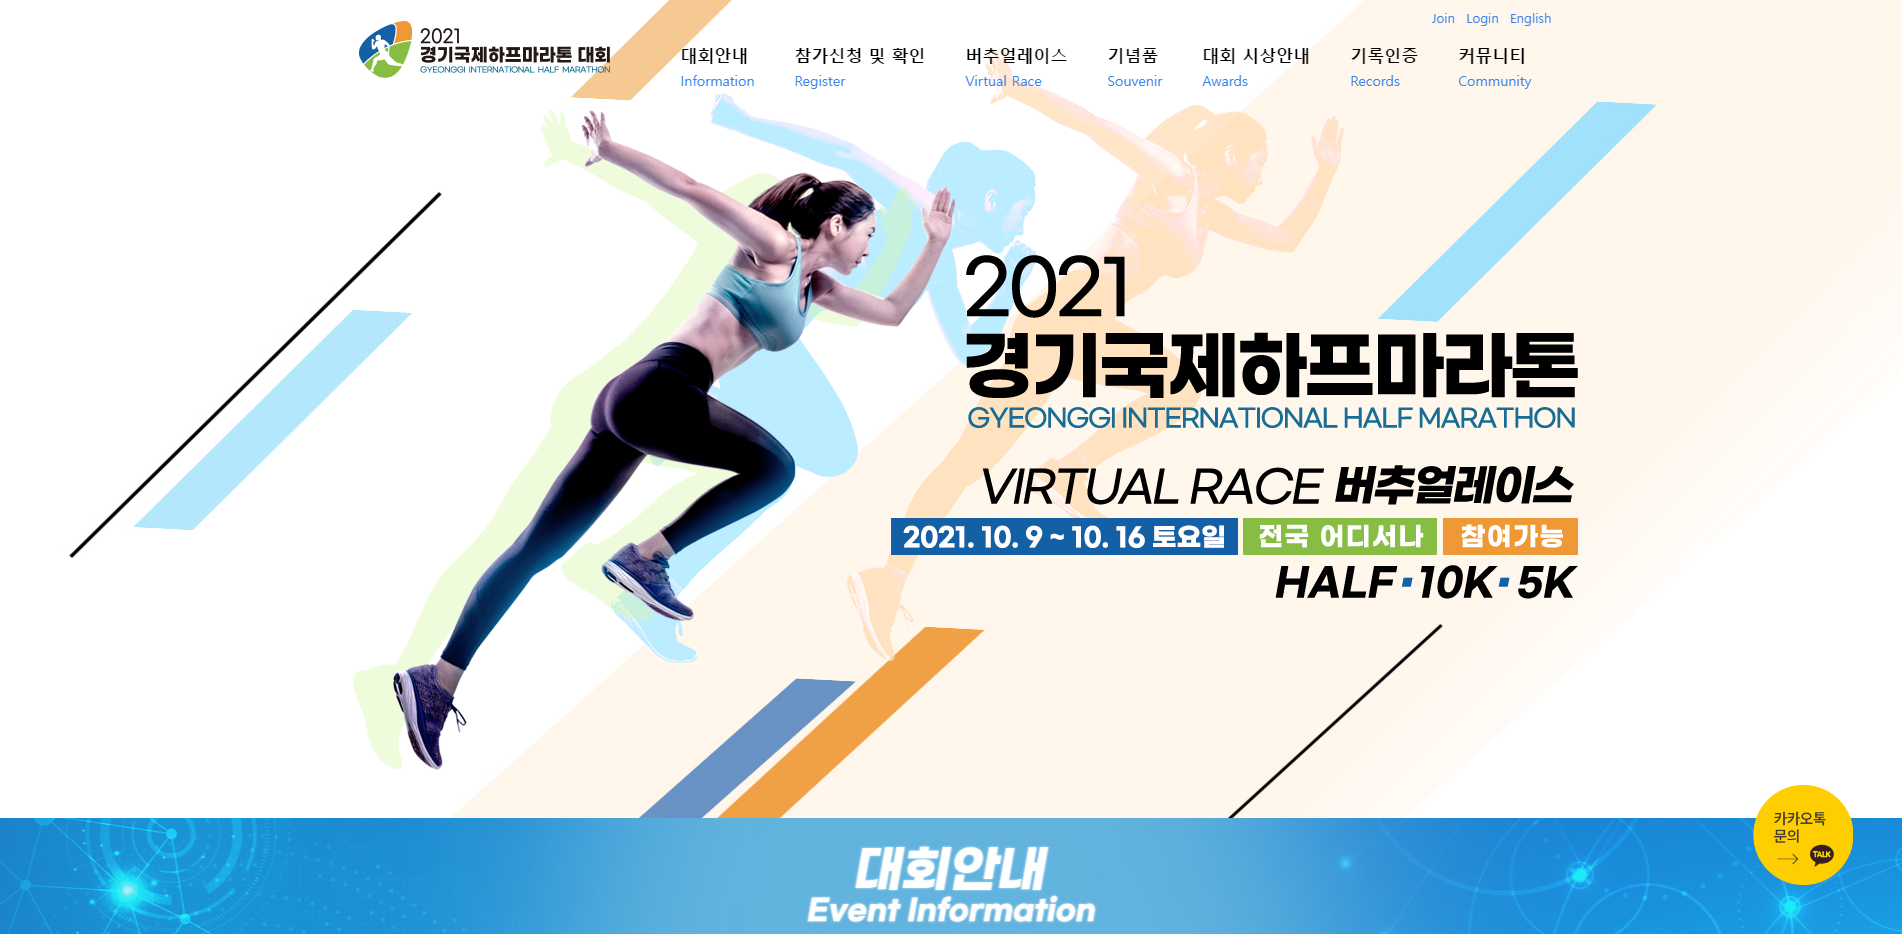 Join Login English
2021
경기국제하프마라톤 대회
GYEONGGI INTERNATIONAL HALF MARATHON
대회안내 참가신청 및 확인 버추얼레이스 기념품 대회 시상안내 기록인증 커뮤니티
Information Register Virtual Race Souvenir Awards Records Community
2021
경기국제하프마라톤
GYEONGGI INTERNATIONAL HALF MARATHON
VIRTUAL RACE 버추얼레이스
2021. 10. 9 ~ 10. 16 토요일 전국 어디서나 참여가능
HALF·10K·5K
카카오톡
문의
→ TALK
대회안내
Event Information